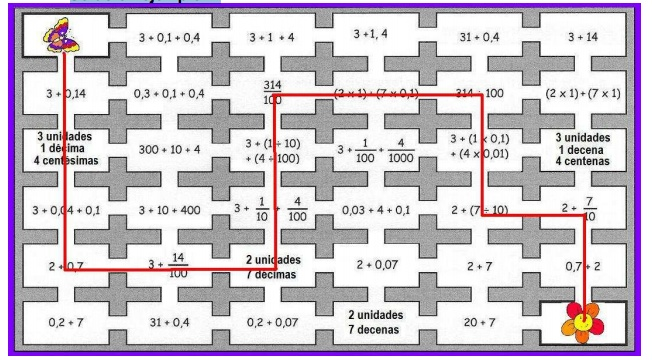 3 + 0,1 + 0,4
3 + 1 + 4
3 + 1, 4
31 + 0,4
3 + 14
3 + 0,14
0,3 + 0,1 + 0,4
314/100
(2 x 1) + (7 x 0,1)
314 ÷ 100
(2 x 1) + (7 x 1)
3 unidades
1 décima
4 centésimas
300 + 10 + 4
3 + (1 ÷ 10)
+ (4 ÷ 100)
3 + 1/100 + 4/1000
3 + (1 x 0,1)
+ (4 x 0,01)
3 unidades
1 decena
4 centenas
3 + 0,04 + 0,1
3 + 10 + 400
3 + 1/10 + 4/100
0,03 + 4 + 0,1
2 + (7 ÷ 10)
2 + 7/10
2 + 0,7
3 + 14/100
2 unidades
7 décimas
2 + 0,07
2 + 7
0,7 + 2
0,2 + 7
31 + 0,4
0,2 + 0,07
2 unidades
7 decenas
20 + 7